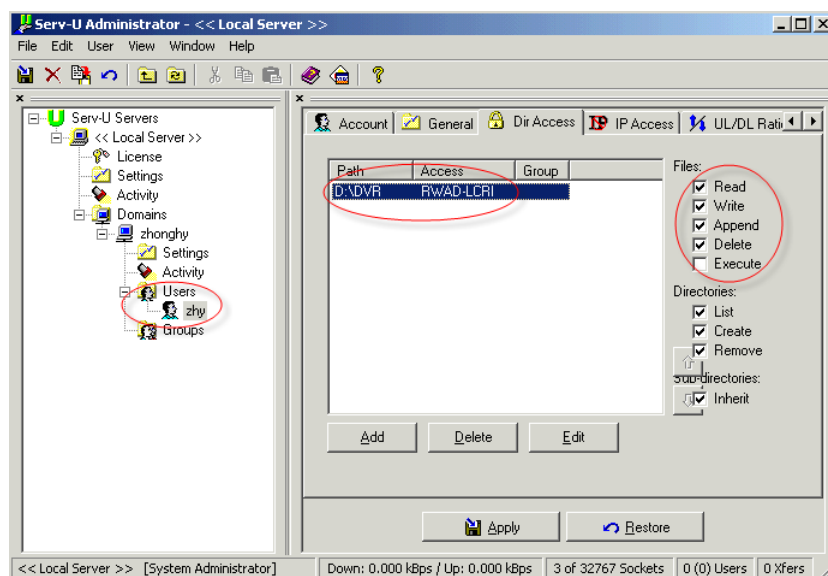 Serv-U Administrator - << Local Server >>
File Edit User View Window Help
Serv-U Servers
<< Local Server >>
License
Settings
Activity
Domains
zhonghy
Settings
Activity
Users
zhy
Groups
Account General Dir Access IP Access UL/DL Rati
Path Access Group
D:\DVR RWAD-LCRI
Files:
Read
Write
Append
Delete
Execute
Directories:
List
Create
Remove
Sub-directories:
Inherit
Add Delete Edit
Apply Restore
<< Local Server >> [System Administrator] Down: 0.000 kBps / Up: 0.000 kBps 3 of 32767 Sockets 0 (0) Users 0 Xfers